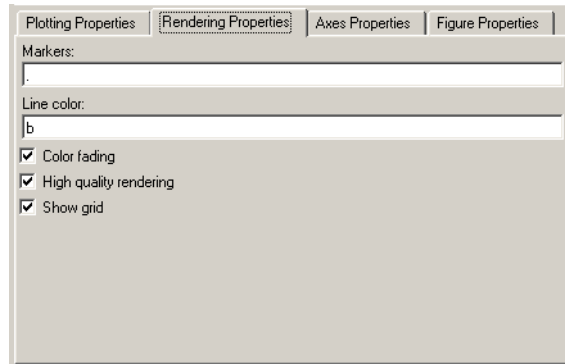 Plotting Properties Rendering Properties Axes Properties Figure Properties
Markers:
.
Line color:
b
Color fading
High quality rendering
Show grid